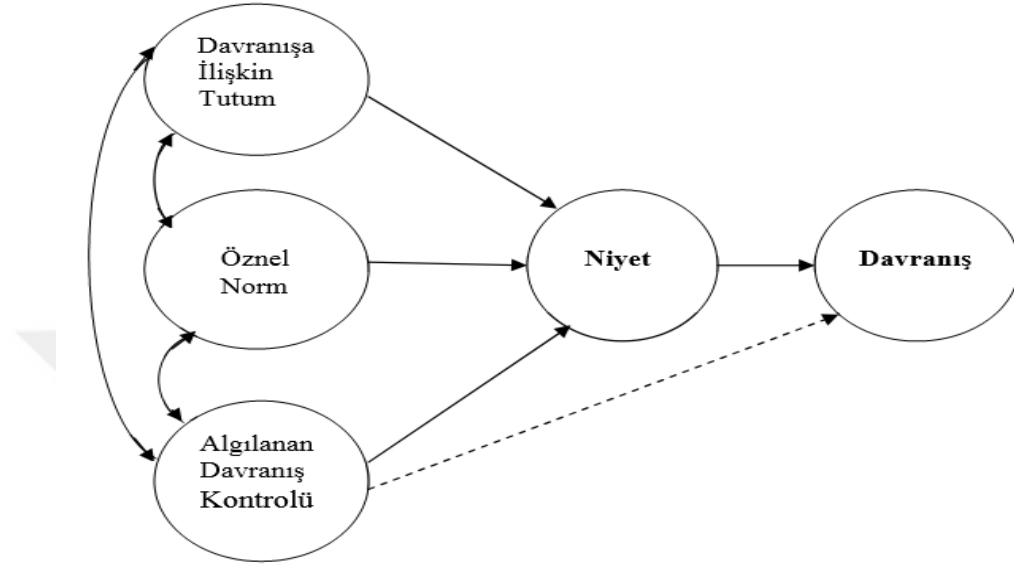 Davranışa
İlişkin
Tutum
Öznel
Norm
Algılanan
Davranış
Kontrolü
Niyet
Davranış